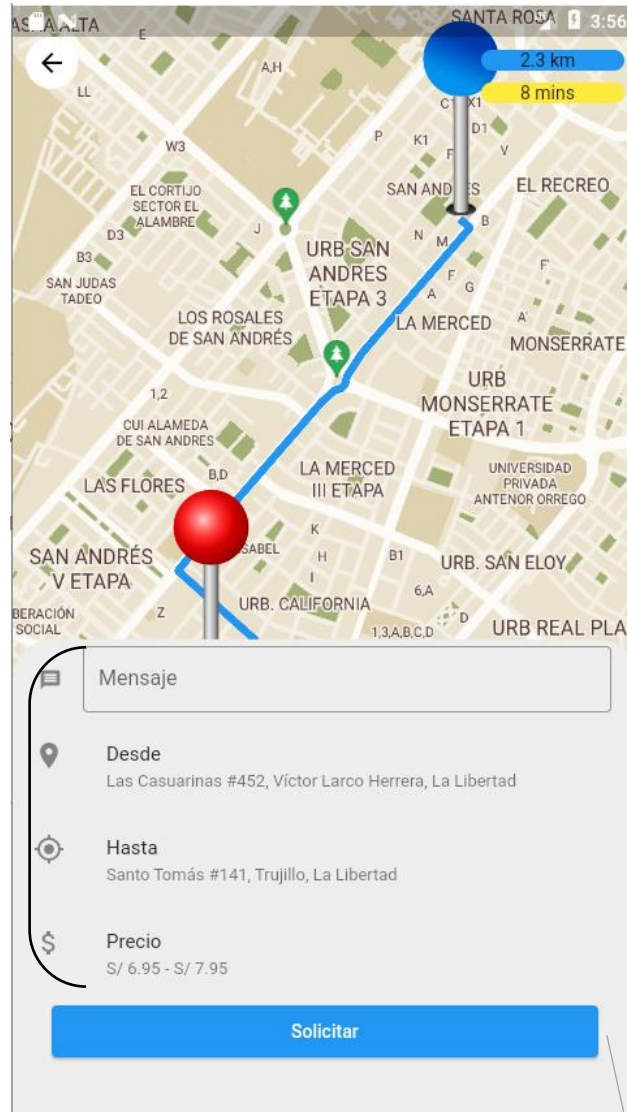 SANTA ROSA
3:56
2.3 km
8 mins
E
A,H
LL
C1
X1
D1
P
K1
F
V
W3
EL CORTIJO
SECTOR EL
ALAMBRE
SAN ANDRES
EL RECREO
J
B
D3
N
M
B3
URB SAN
ANDRES
ETAPA 3
F
F
SAN JUDAS
TADEO
G
A
LOS ROSALES
DE SAN ANDRÉS
LA MERCED
A'
MONSERRATE
URB
MONSERRATE
ETAPA 1
1,2
CUI ALAMEDA
DE SAN ANDRES
B,D
LA MERCED
III ETAPA
UNIVERSIDAD
PRIVADA
ANTENOR ORREGO
LAS FLORES
K
SAN ANDRÉS
V ETAPA
ISABEL
H
B1
URB. SAN ELOY
I
6,A
BERACIÓN
SOCIAL
Z
URB. CALIFORNIA
D
1,3,A,B,C,D
URB REAL PLA
Mensaje
Desde
Las Casuarinas #452, Víctor Larco Herrera, La Libertad
Hasta
Santo Tomás #141, Trujillo, La Libertad
$
Precio
S/ 6.95 - S/ 7.95
Solicitar